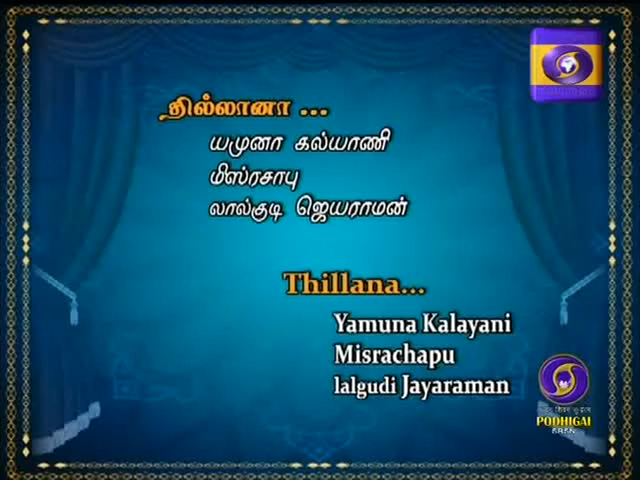 தில்லானா ...
யமுனா கல்யாணி
மிஸ்ரசாபு
லால்குடி ஜெயராமன்
Thillana...
Yamuna Kalayani
Misrachapu
lalgudi Jayaraman
PODHIGAI